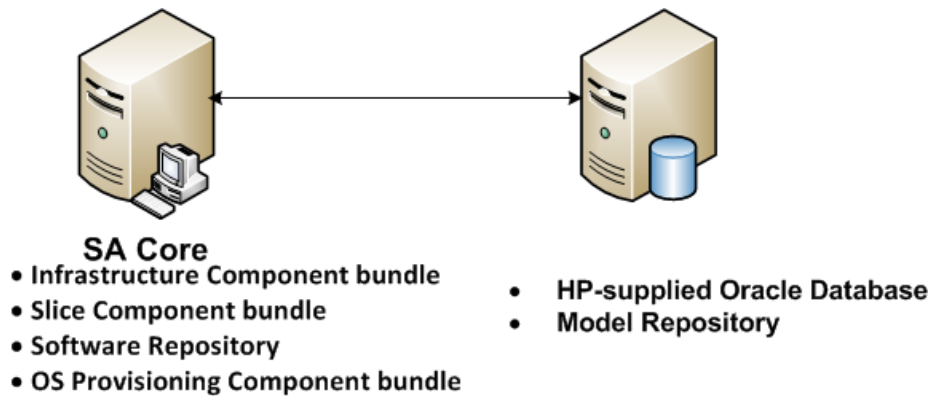 SA Core
• Infrastructure Component bundle
• Slice Component bundle
• Software Repository
• OS Provisioning Component bundle
• HP-supplied Oracle Database
• Model Repository